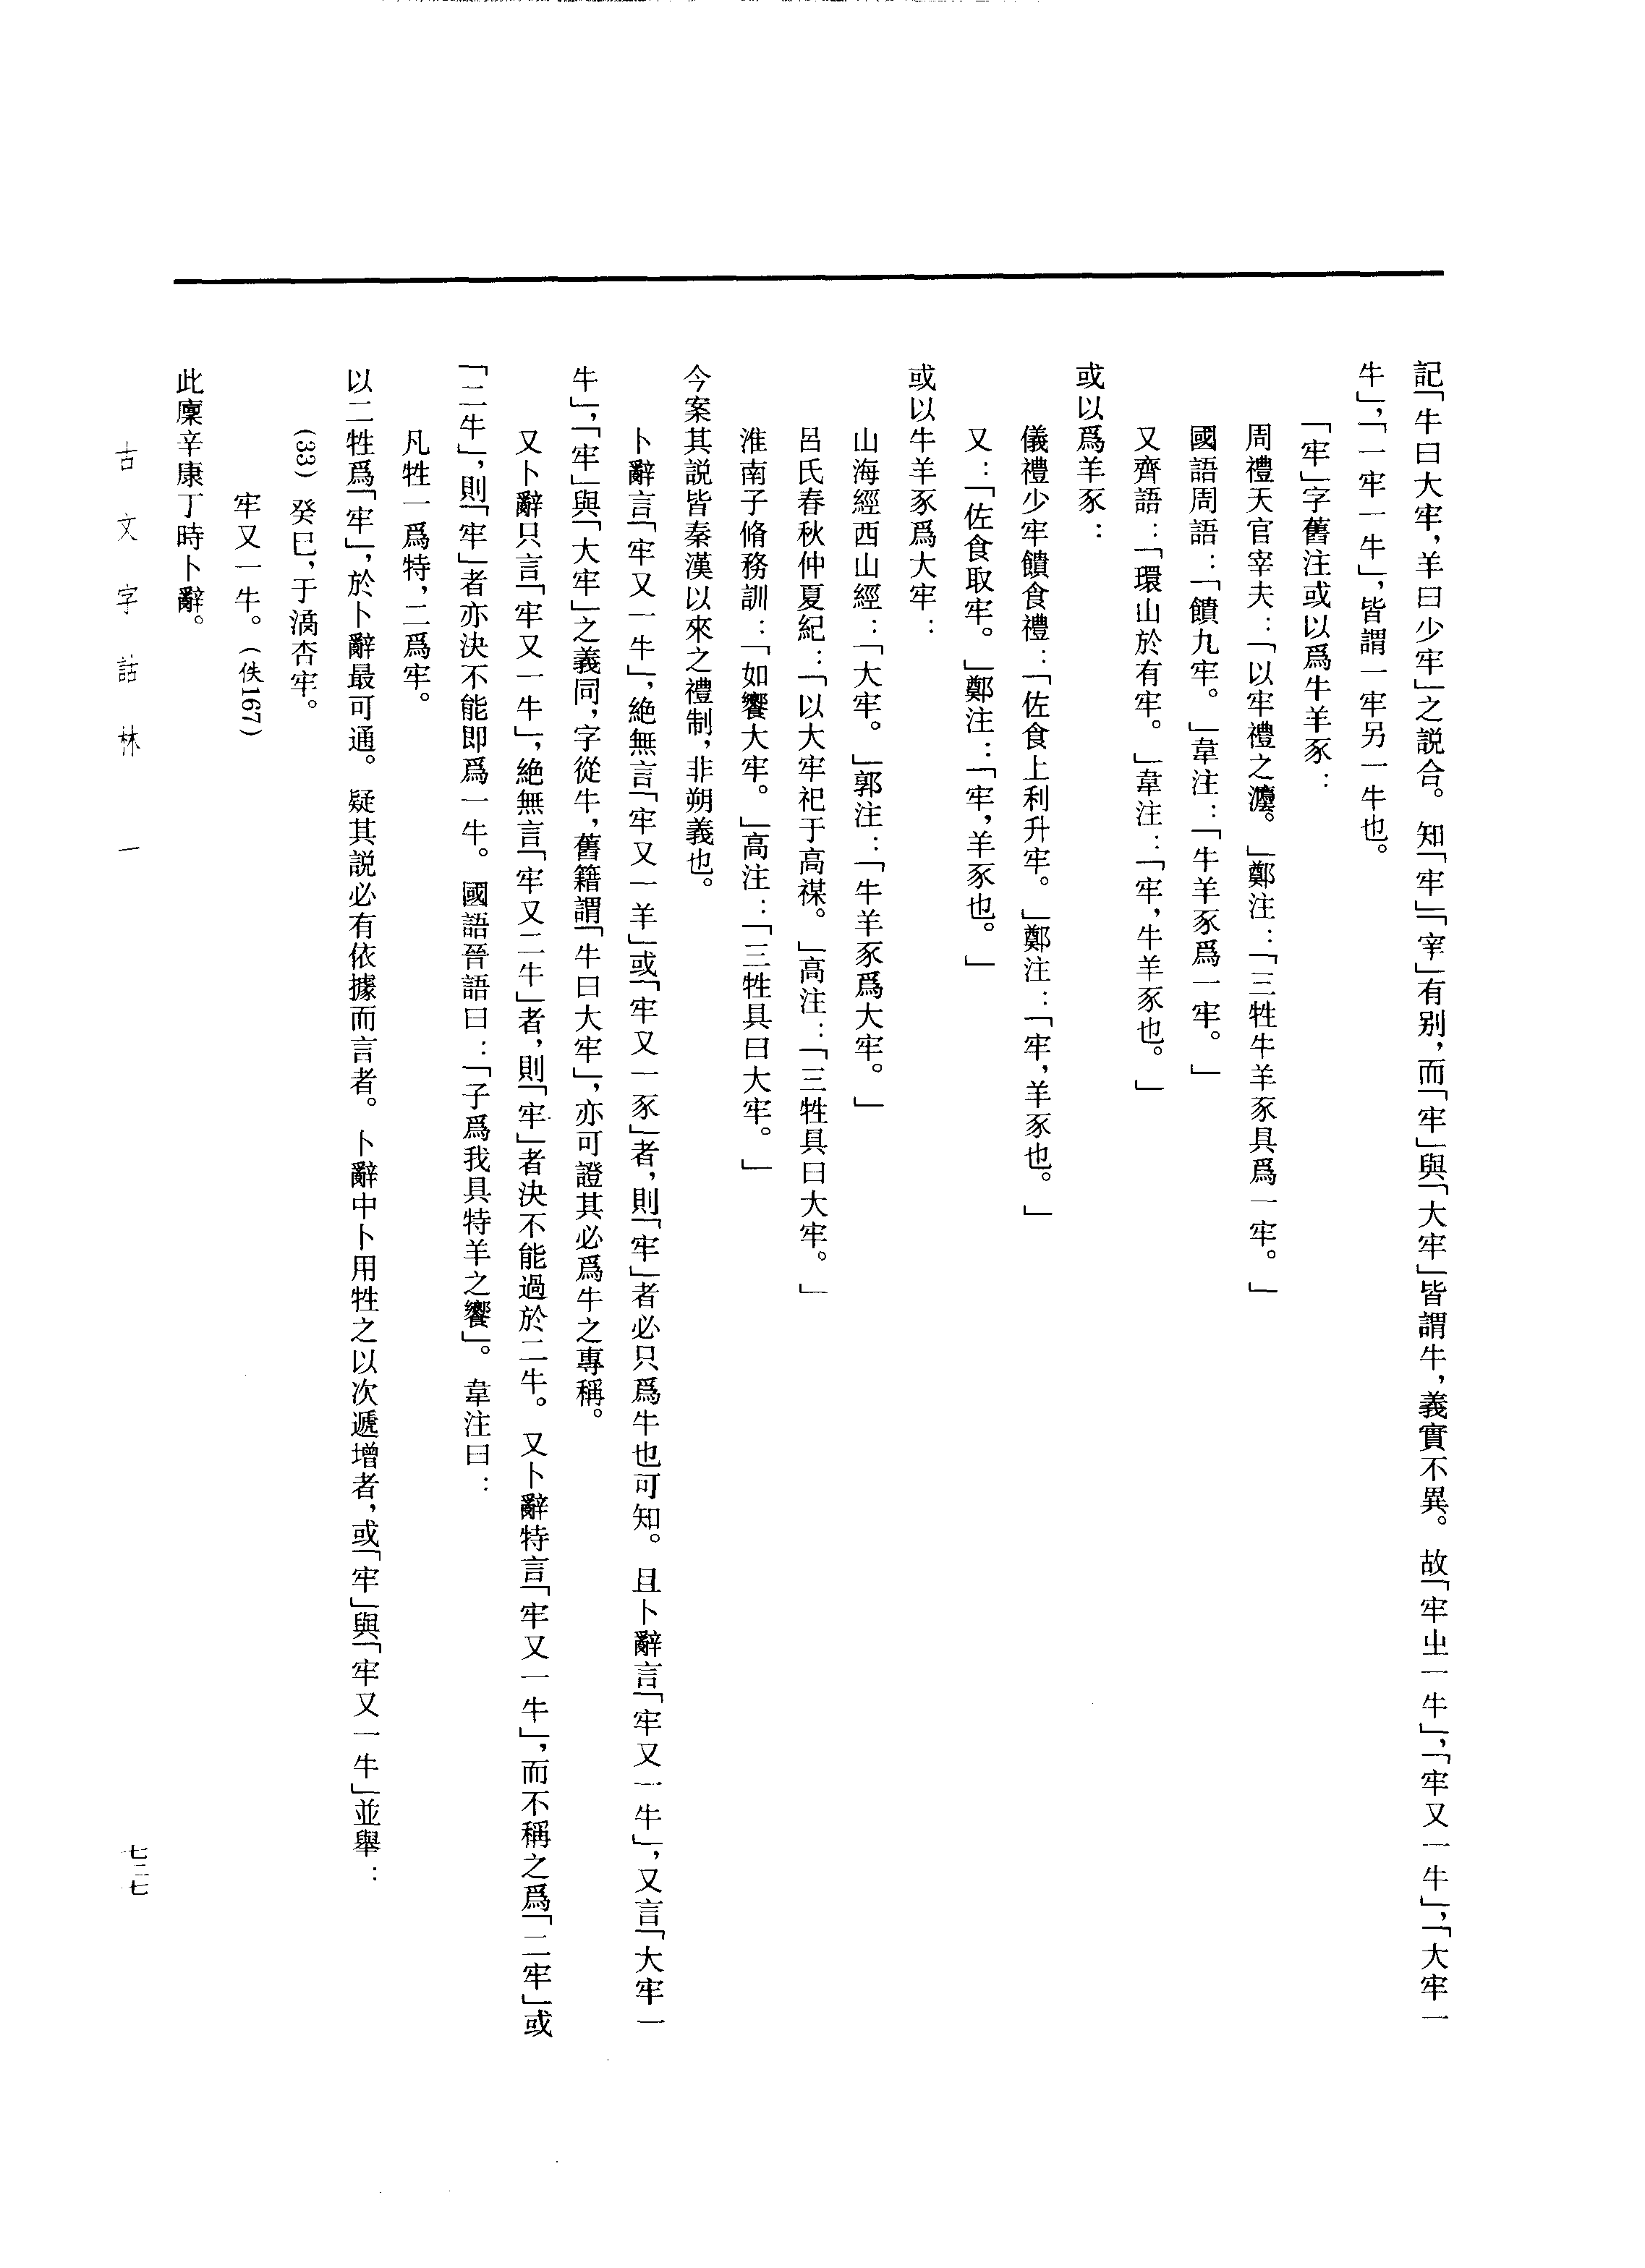 記「牛曰大牢，羊曰少牢」之説合。知「牢」「宰」有别，而「牢」與「大牢」皆謂牛，義實不異。故「牢㞢一牛」，「牢又一牛」，「大牢一
牛」，「一牢一牛」，皆謂一牢另一牛也。
「牢」字舊注或以爲牛羊豕：
周禮天官宰夫：「以牢禮之灋。」鄭注：「三牲牛羊豕具爲一牢。」
國語周語：「饋九牢。」韋注：「牛羊豕爲一牢。」
又齊語：「環山於有牢。」韋注：「牢，牛羊豕也。」
或以爲羊豕：
儀禮少牢饋食禮：「佐食上利升牢。」鄭注：「牢，羊豕也。」
又：「佐食取牢。」鄭注：「牢，羊豕也。」
或以牛羊豕爲大牢：
山海經西山經：「大牢。」郭注：「牛羊豕爲大牢。」
呂氏春秋仲夏紀：「以大牢祀于高禖。」高注：「三牲具曰大牢。」
淮南子脩務訓：「如饗大牢。」高注：「三牲具曰大牢。」
今案其説皆秦漢以來之禮制，非朔義也。
卜辭言「牢又一牛」，絶無言「牢又一羊」或「牢又一豕」者，則「牢」者必只爲牛也可知。且卜辭言「牢又一牛」，又言「大牢一
牛」，「牢」與「大牢」之義同，字從牛，舊籍謂「牛曰大牢」，亦可證其必爲牛之專稱。
又卜辭只言「牢又一牛」，絶無言「牢又二牛」者，則「牢」者決不能過於二牛。又卜辭特言「牢又一牛」，而不稱之爲「二牢」或
「二牛」，則「牢」者亦決不能即爲一牛。國語晉語曰：「子爲我具特羊之饗」。韋注曰：
凡牲一爲特，二爲牢。
以二牲爲「牢」，於卜辭最可通。疑其説必有依據而言者。卜辭中卜用牲之以次遞增者，或「牢」與「牢又一牛」並舉：
(33) 癸巳，于杏牢。
牢又一牛。(佚167)
此廩辛康丁時卜辭。
古文字詁林 一
七二七